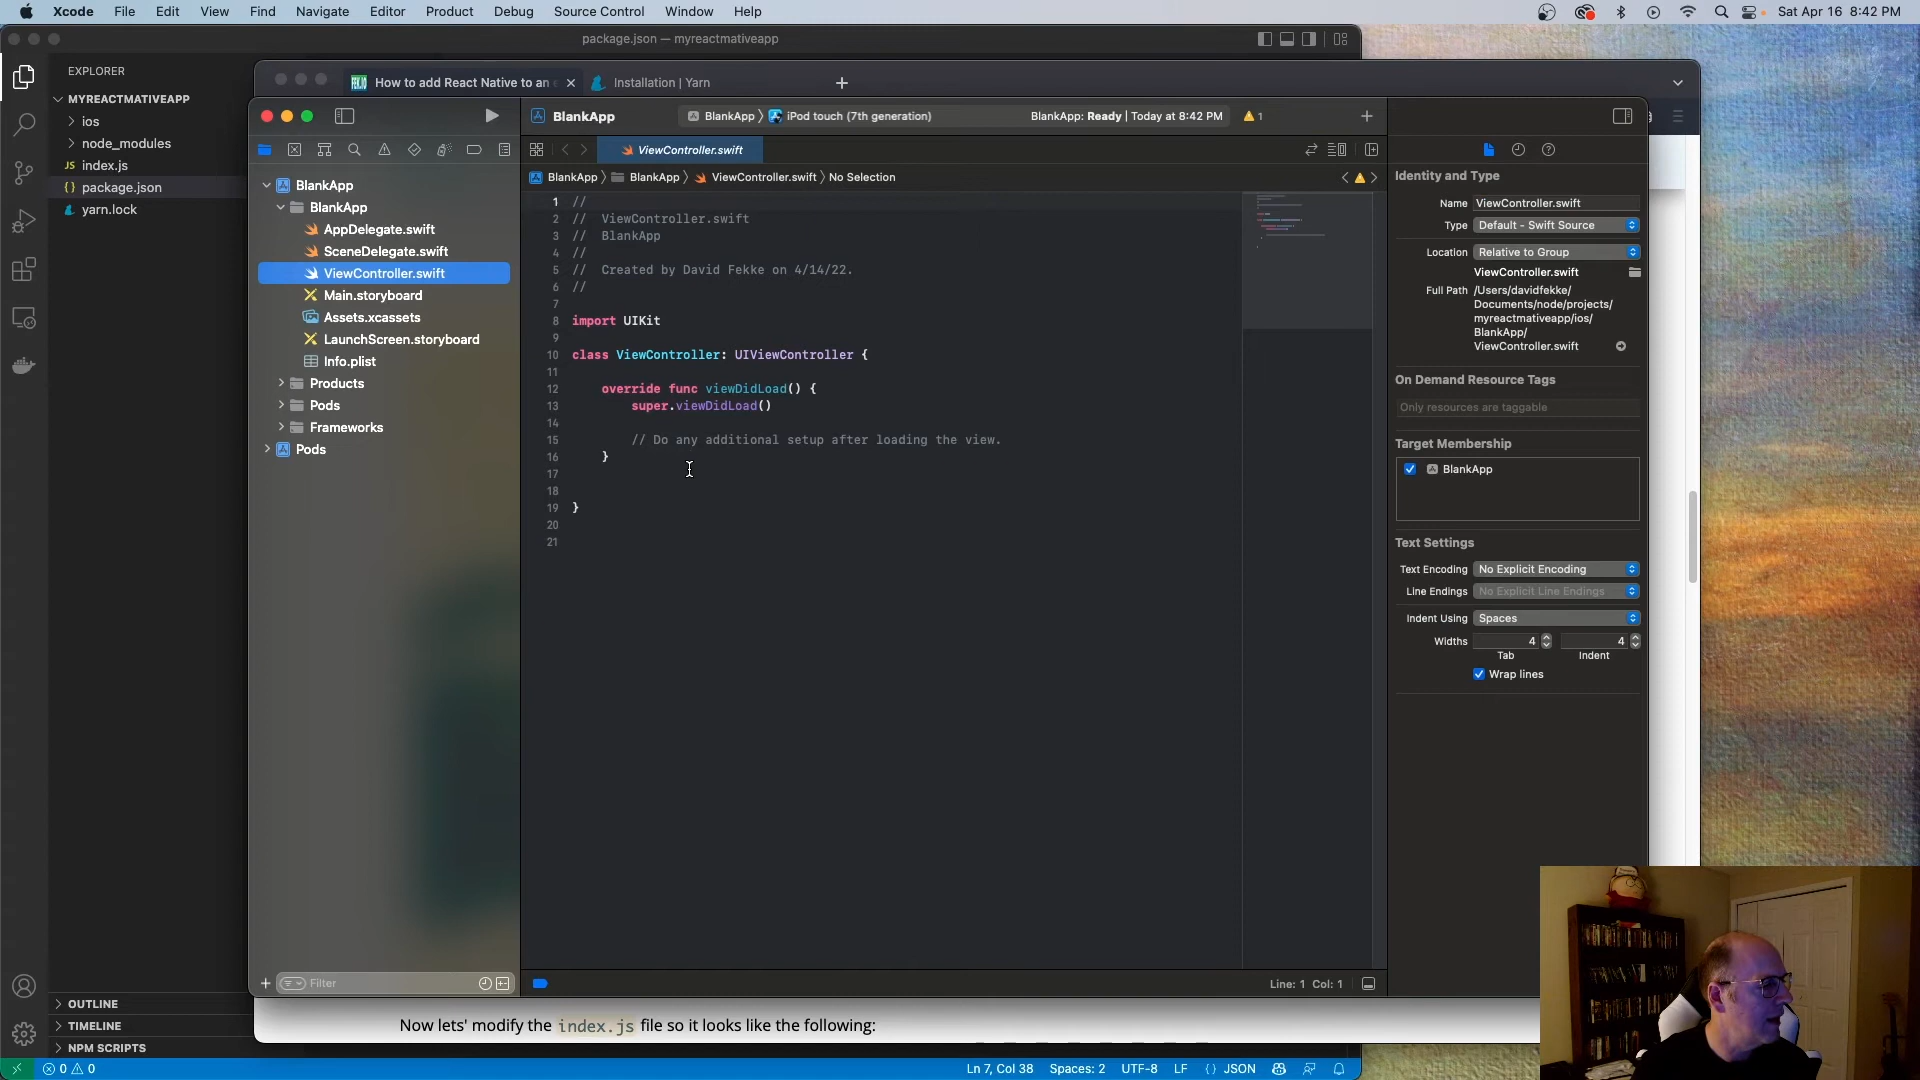 Xcode File Edit View Find Navigate Editor Product Debug Source Control Window Help Sat Apr 16 8:42 PM
package.json — myreactmativeapp
EXPLORER
MYREACTMATIVEAPP
ios
node_modules
JS index.js
{} package.json
yarn.lock
OUTLINE
TIMELINE
NPM SCRIPTS
How to add React Native to an
Installation | Yarn
BlankApp
BlankApp iPod touch (7th generation)
BlankApp: Ready | Today at 8:42 PM
1
BlankApp
BlankApp
AppDelegate.swift
SceneDelegate.swift
ViewController.swift
Main.storyboard
Assets.xcassets
LaunchScreen.storyboard
Info.plist
Products
Pods
Frameworks
Pods
Filter
ViewController.swift
BlankApp BlankApp ViewController.swift No Selection
1 //
2 // ViewController.swift
3 // BlankApp
4 //
5 // Created by David Fekke on 4/14/22.
6 //
7
8 import UIKit
9
10 class ViewController: UIViewController {
11
12 override func viewDidLoad() {
13 super.viewDidLoad()
14
15 // Do any additional setup after loading the view.
16 }
17
18
19 }
20
21
Line: 1 Col: 1
Identity and Type
Name ViewController.swift
Type Default - Swift Source
Location Relative to Group
ViewController.swift
Full Path /Users/davidfekke/
Documents/node/projects/
myreactmativeapp/ios/
BlankApp/
ViewController.swift
On Demand Resource Tags
Only resources are taggable
Target Membership
BlankApp
Text Settings
Text Encoding No Explicit Encoding
Line Endings No Explicit Line Endings
Indent Using Spaces
Widths 4 4
Tab Indent
Wrap lines
Now lets' modify the index.js file so it looks like the following:
0 0
Ln 7, Col 38 Spaces: 2 UTF-8 LF {} JSON